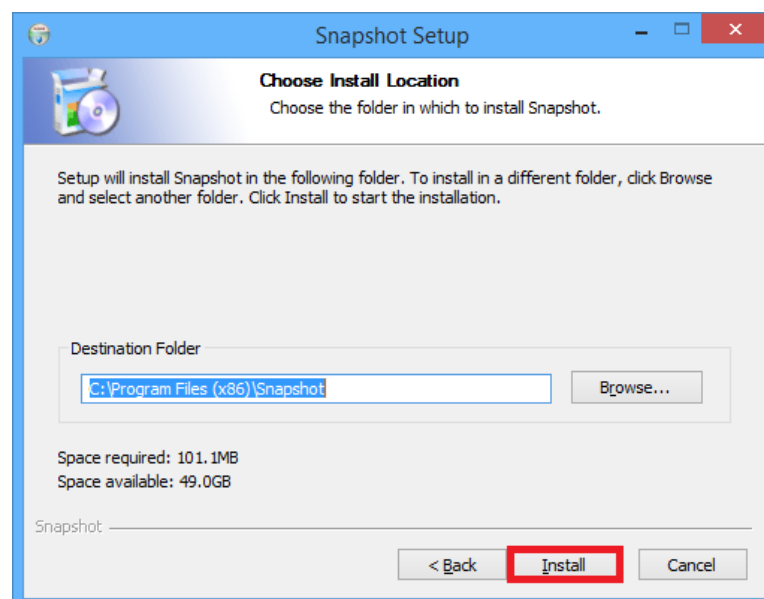 Snapshot Setup
Choose Install Location
Choose the folder in which to install Snapshot.
Setup will install Snapshot in the following folder. To install in a different folder, click Browse
and select another folder. Click Install to start the installation.
Destination Folder
C:\Program Files (x86)\Snapshot
Browse...
Space required: 101.1MB
Space available: 49.0GB
Snapshot
< Back
Install
Cancel